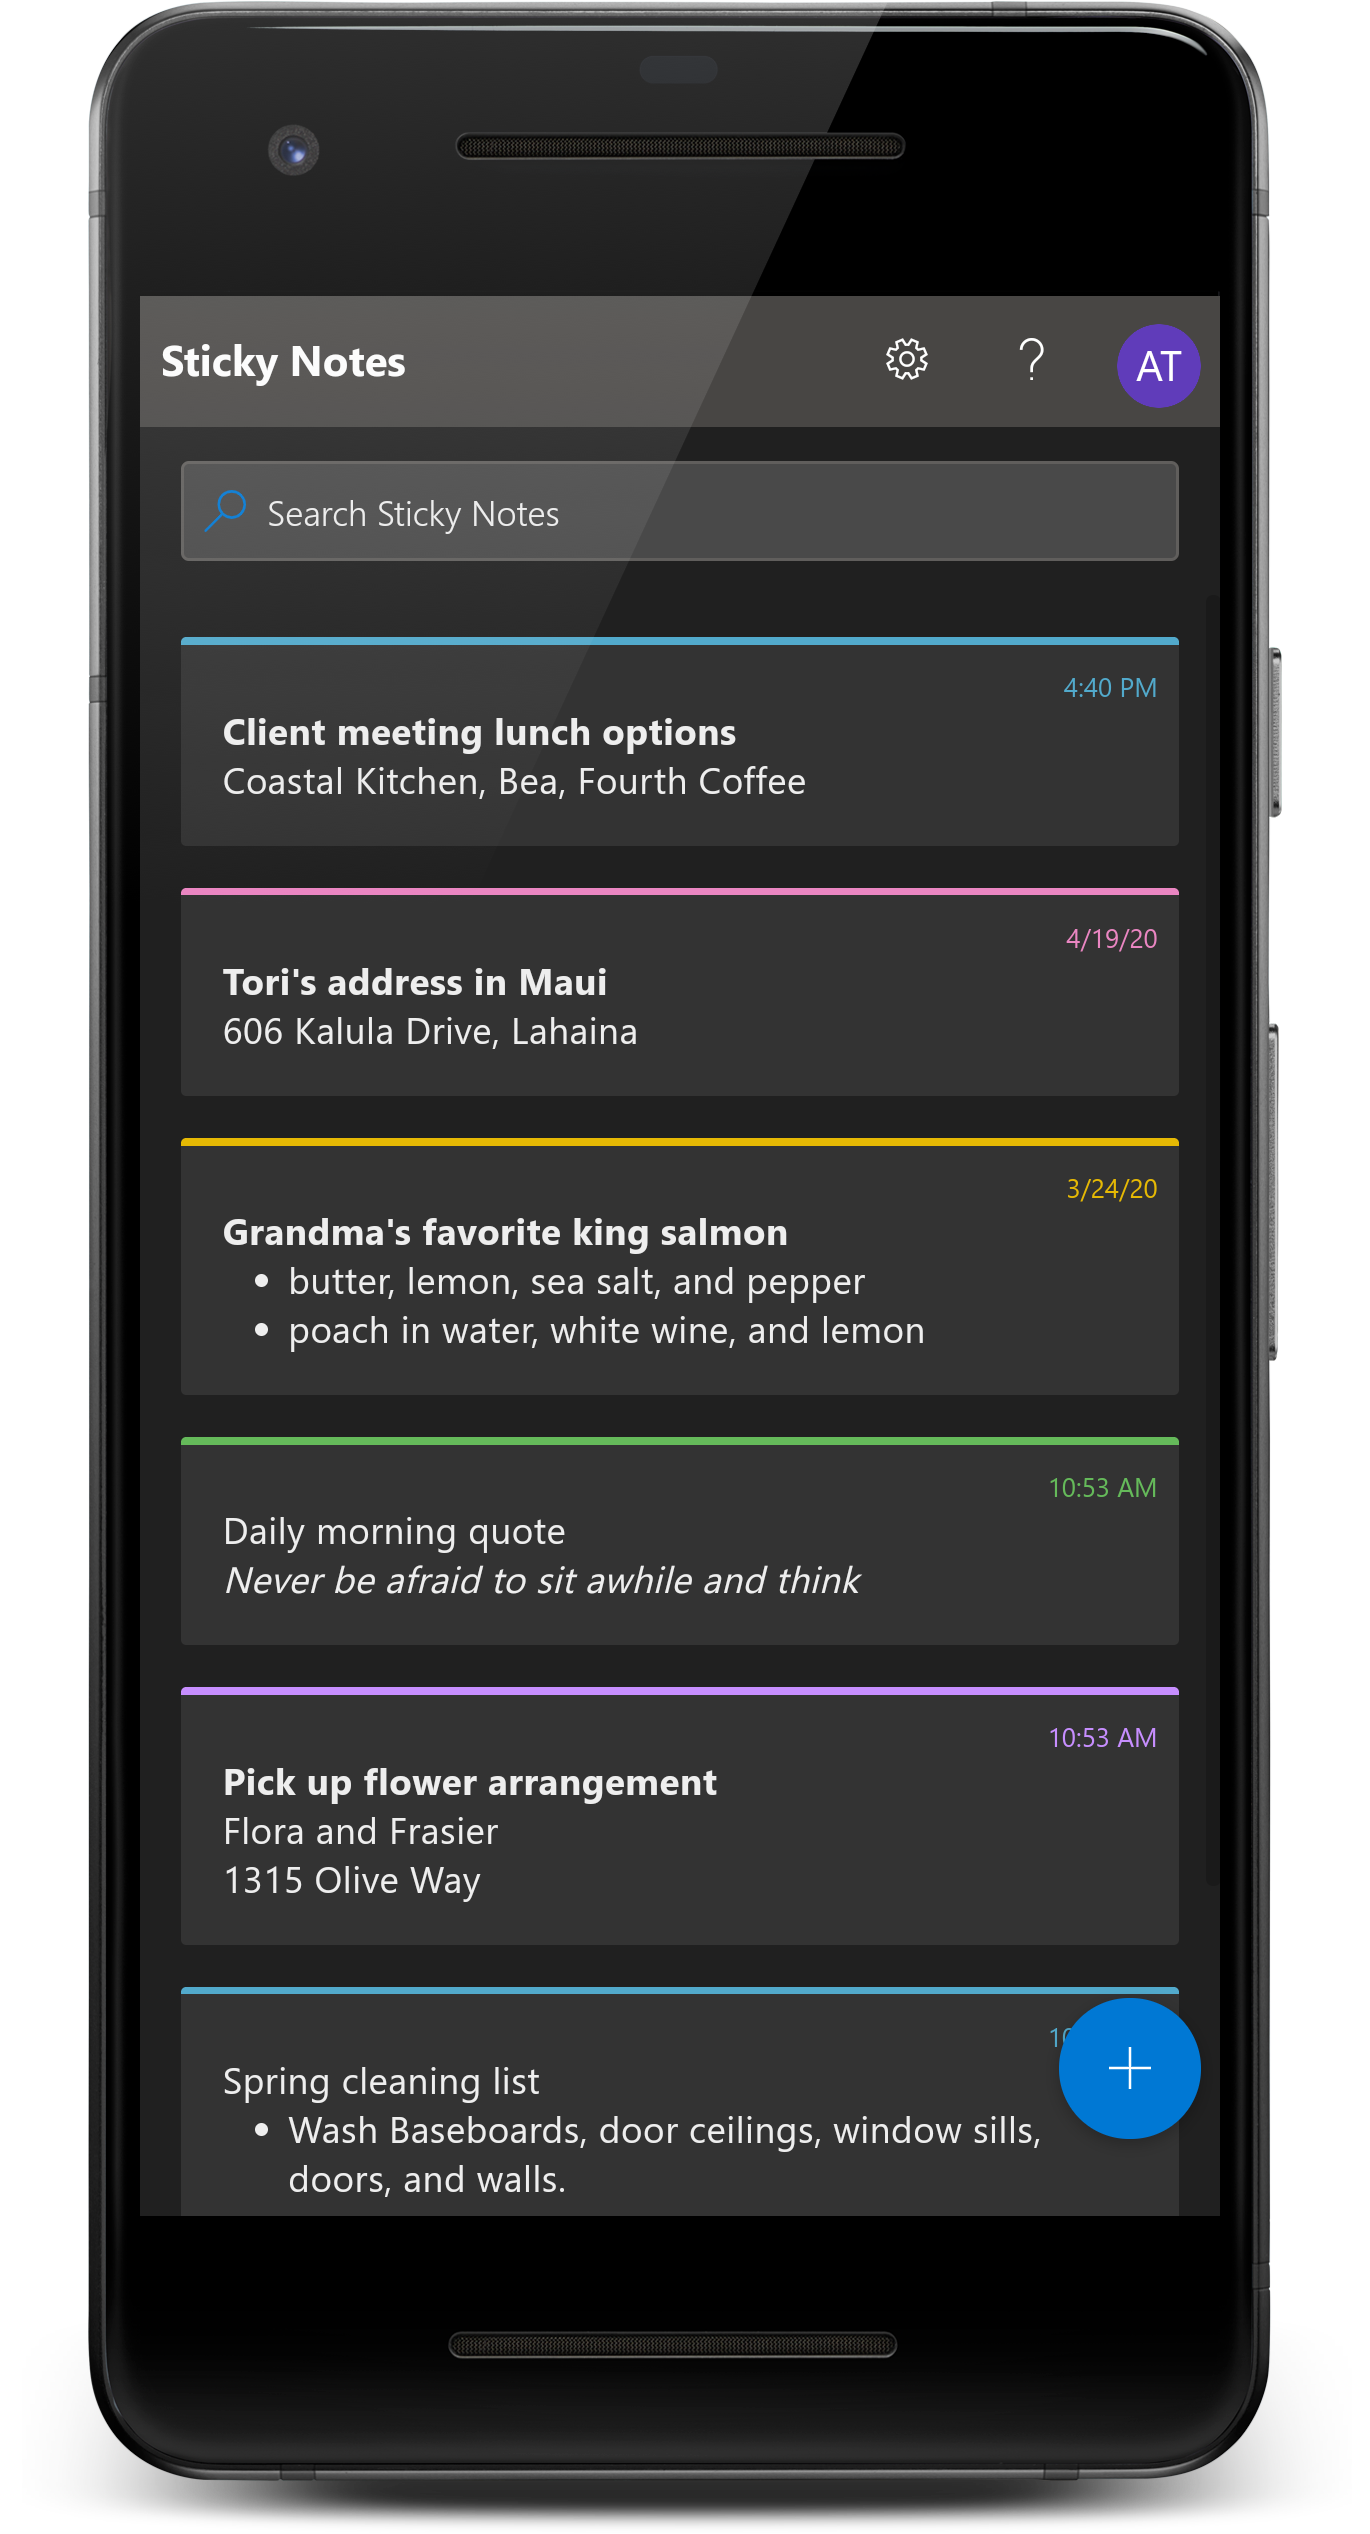 Sticky Notes
?
AT
Search Sticky Notes
4:40 PM
Client meeting lunch options
Coastal Kitchen, Bea, Fourth Coffee
4/19/20
Tori's address in Maui
606 Kalula Drive, Lahaina
3/24/20
Grandma's favorite king salmon
• butter, lemon, sea salt, and pepper
• poach in water, white wine, and lemon
10:53 AM
Daily morning quote
Never be afraid to sit awhile and think
10:53 AM
Pick up flower arrangement
Flora and Frasier
1315 Olive Way
Spring cleaning list
• Wash Baseboards, door ceilings, window sills,
doors, and walls.